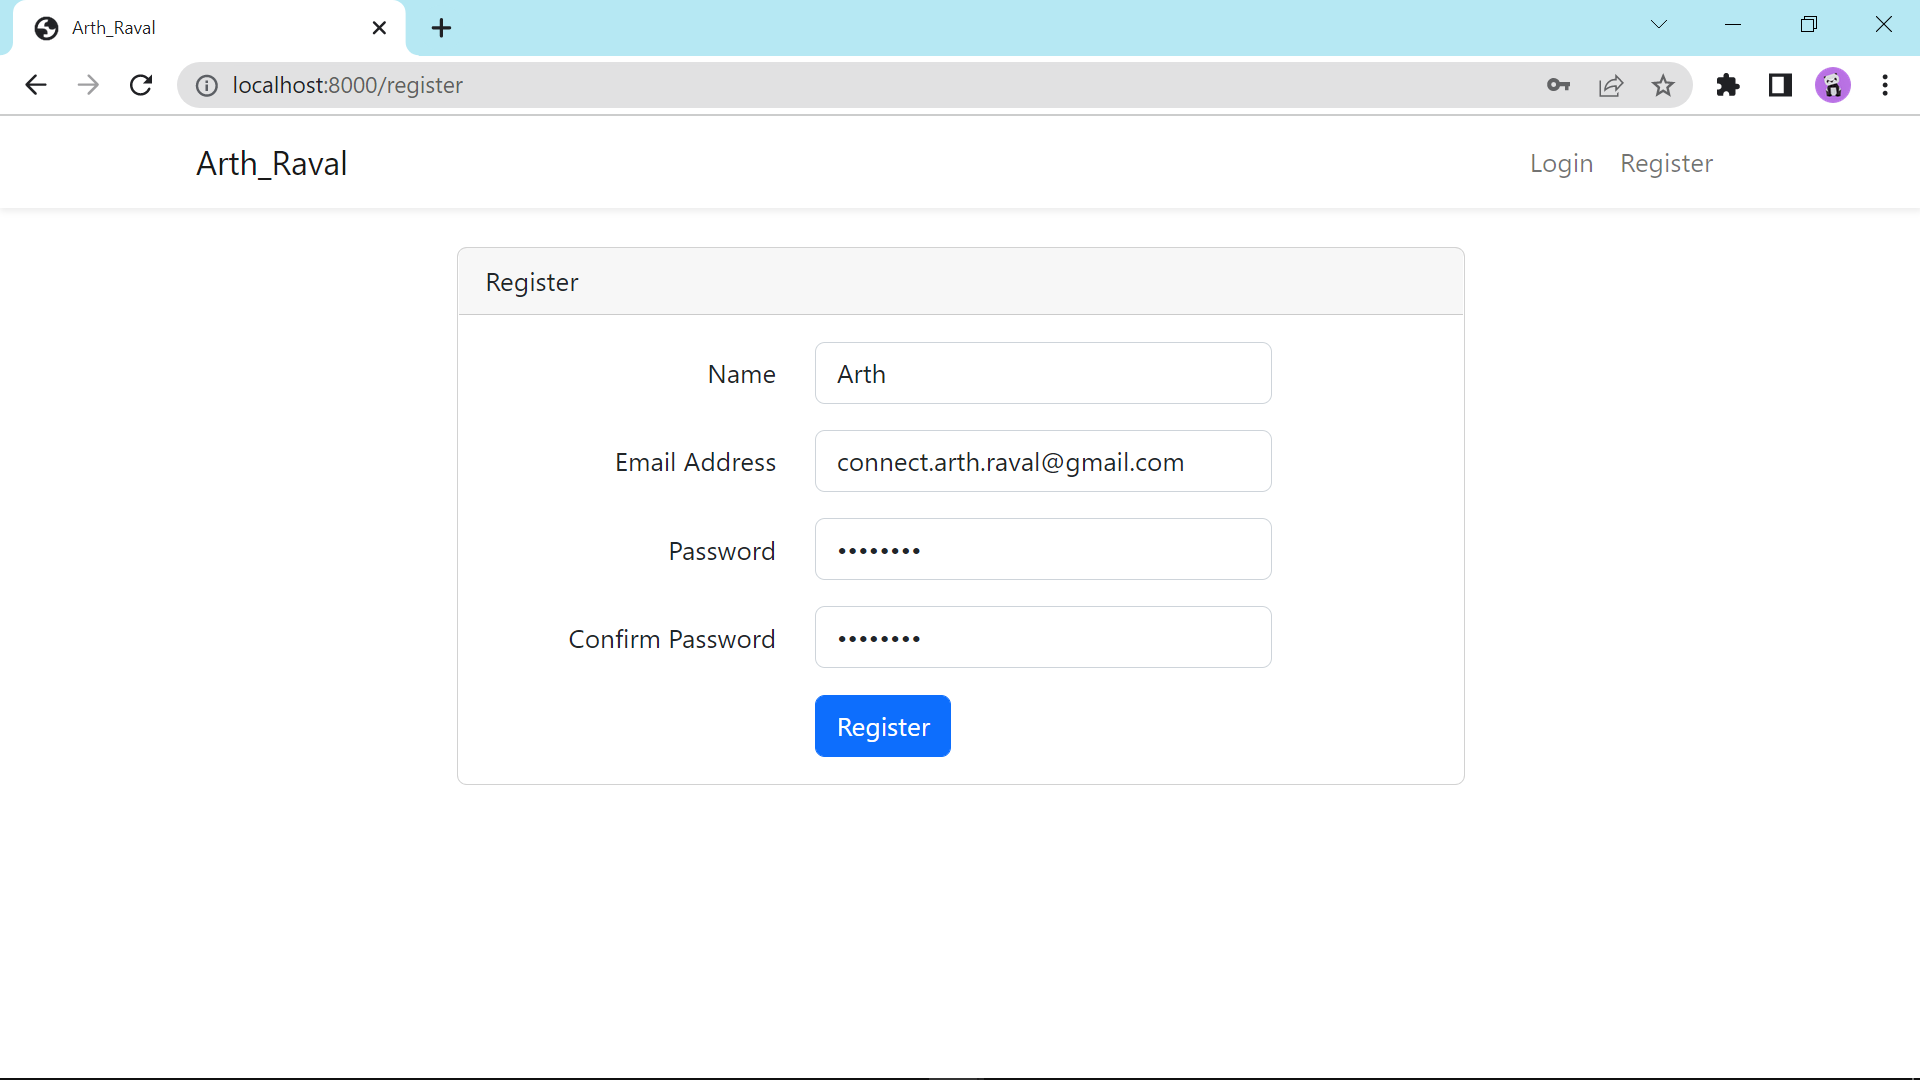 Arth_Raval
localhost:8000/register
Arth_Raval
Login Register
Register
Name Arth
Email Address connect.arth.raval@gmail.com
Password ••••••••
Confirm Password ••••••••
Register